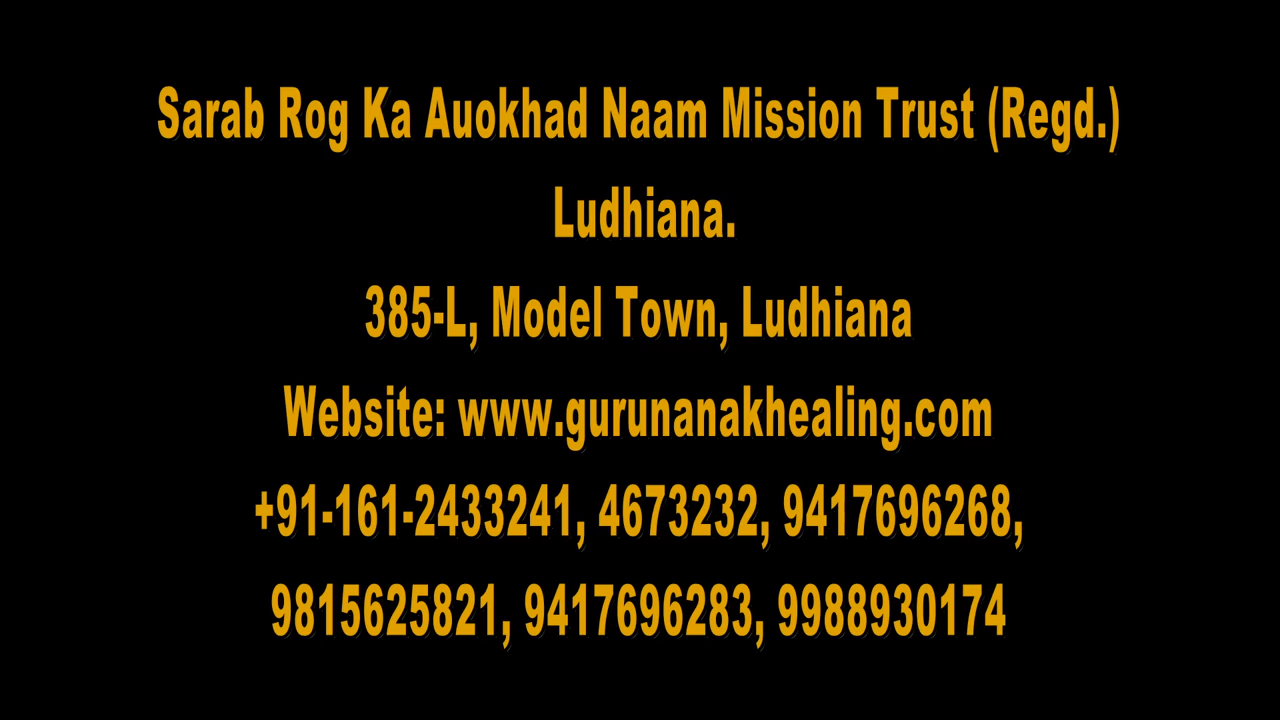 Sarab Rog Ka Auokhad Naam Mission Trust (Regd.)
Ludhiana.
385-L, Model Town, Ludhiana
Website: www.gurunanakhealing.com
+91-161-2433241, 4673232, 9417696268,
9815625821, 9417696283, 9988930174